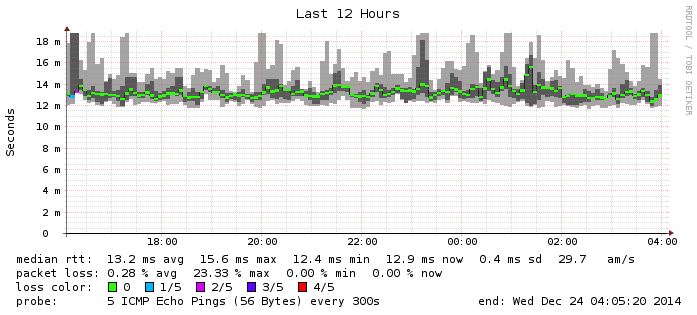 Last 12 Hours
RRDTOOL / TOBI OETIKER
Seconds
18 m
16 m
14 m
12 m
10 m
8 m
6 m
4 m
2 m
0
18:00 20:00 22:00 00:00 02:00 04:00
median rtt: 13.2 ms avg 15.6 ms max 12.4 ms min 12.9 ms now 0.4 ms sd 29.7 am/s
packet loss: 0.28 % avg 23.33 % max 0.00 % min 0.00 % now
loss color: 0 1/5 2/5 3/5 4/5
probe: 5 ICMP Echo Pings (56 Bytes) every 300s end: Wed Dec 24 04:05:20 2014